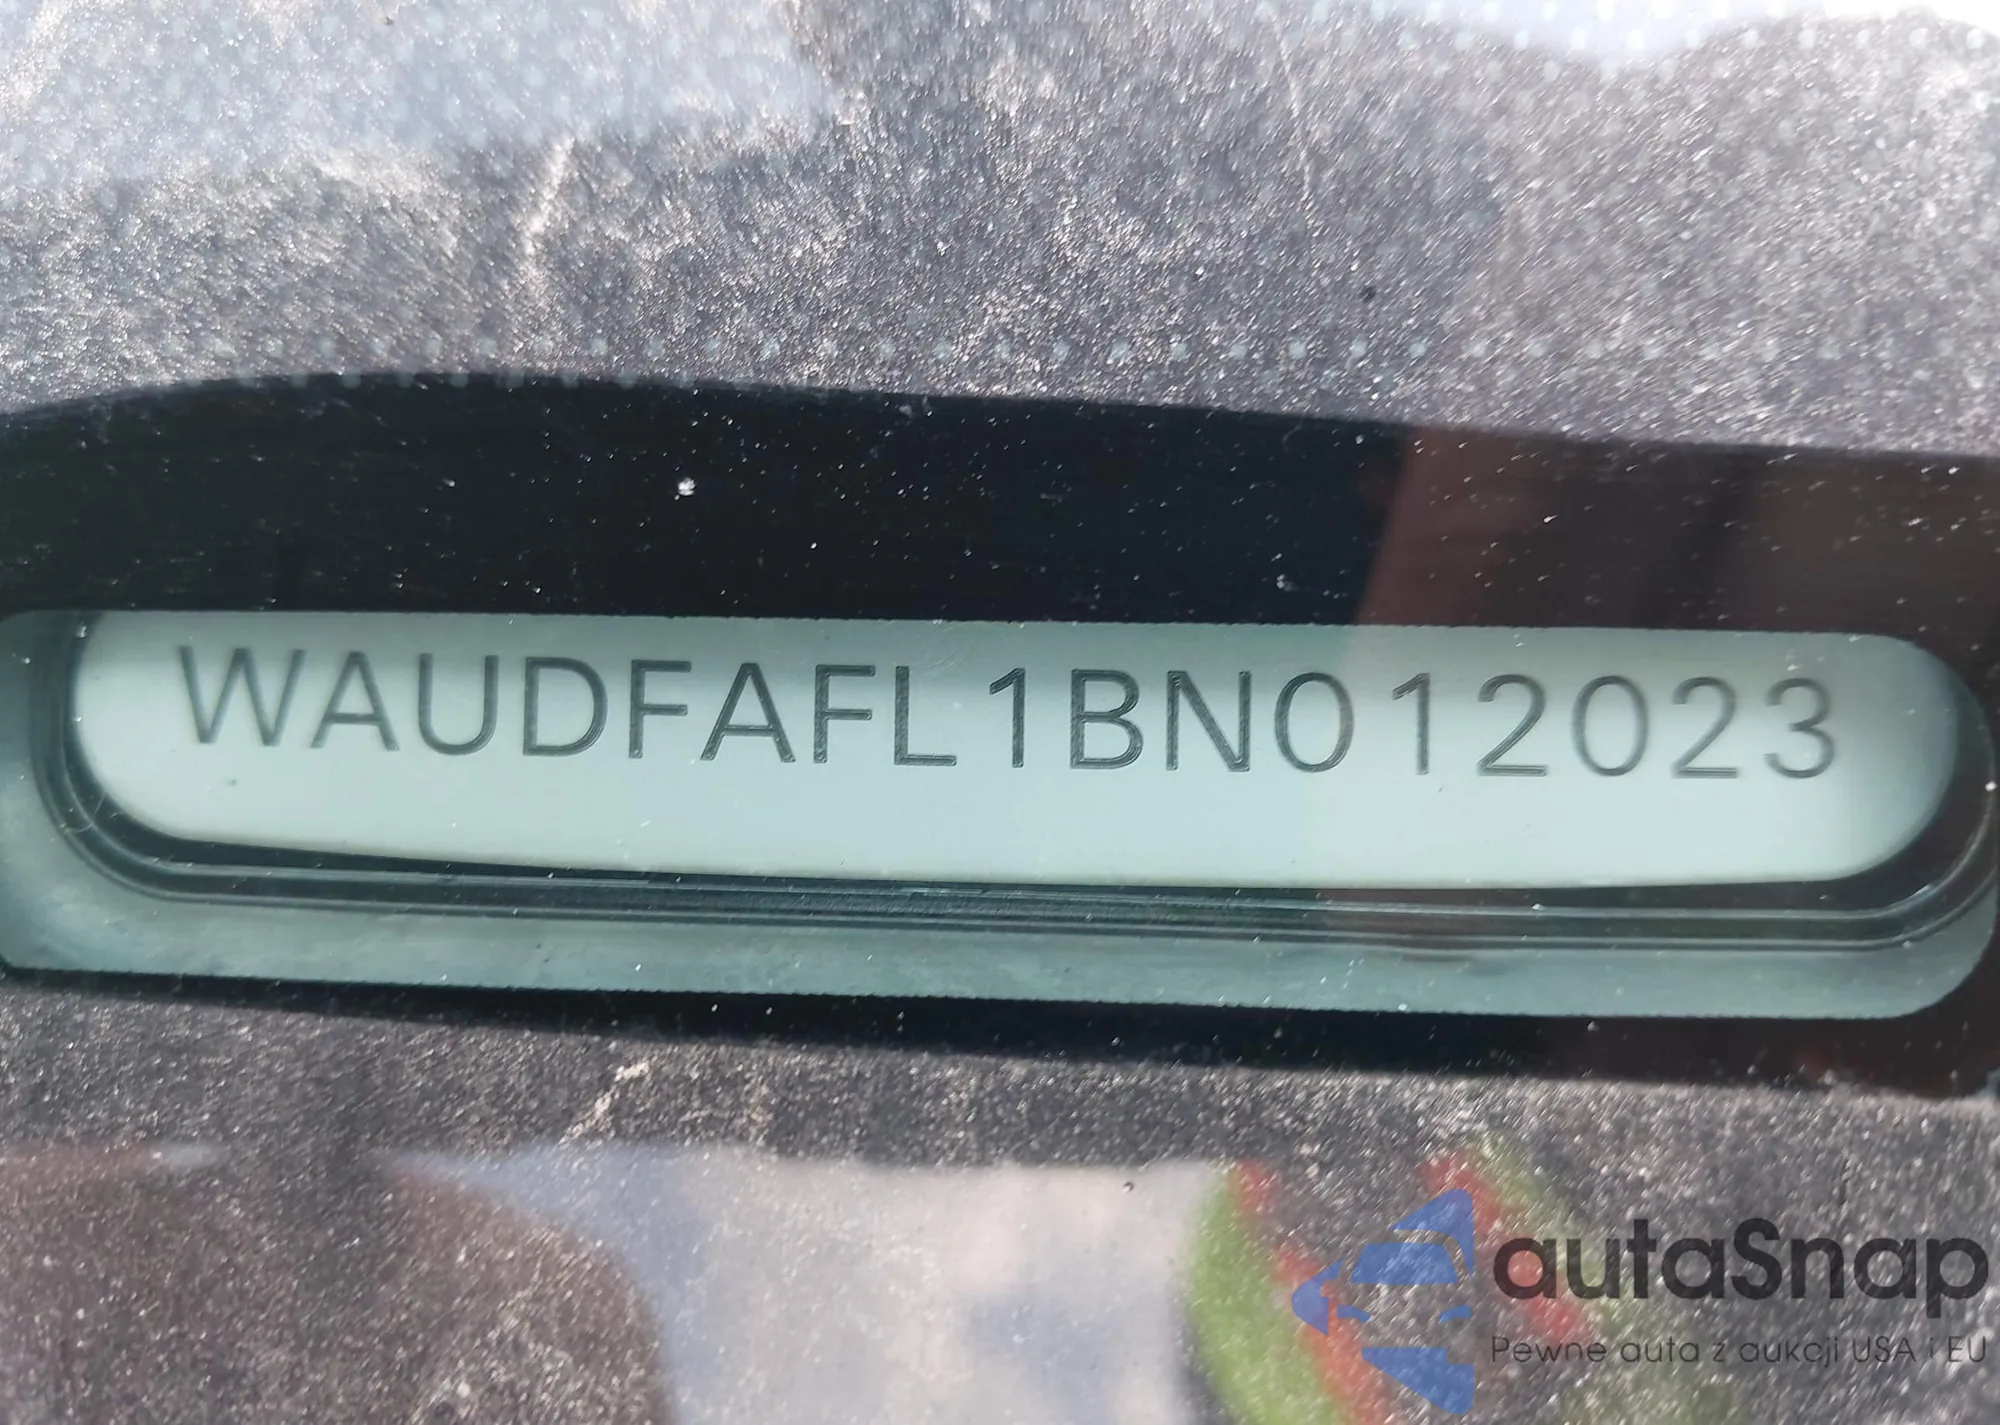 WAUDFAFL1BN012023
autaSnap
Pewne auta z aukcji USA i EU